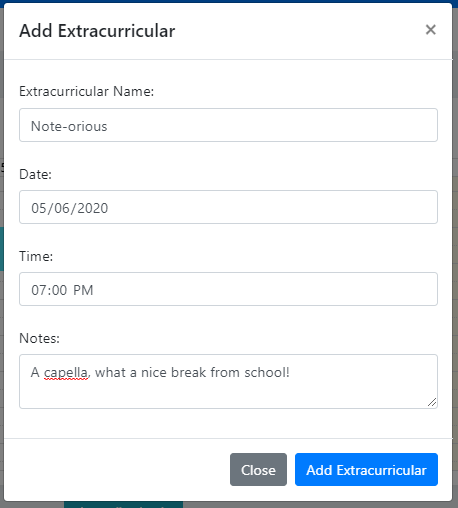 Add Extracurricular ×
Extracurricular Name:
Note-orious
Date:
05/06/2020
Time:
07:00 PM
Notes:
A capella, what a nice break from school!
Close Add Extracurricular